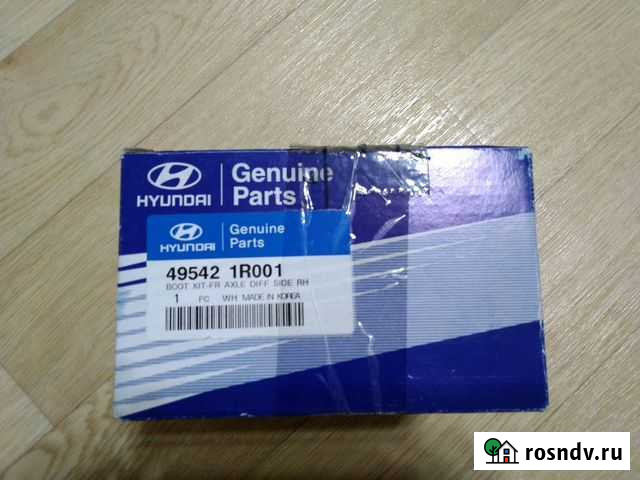 HYUNDAI
Genuine
Parts
HYUNDAI
Genuine
Parts
49542 1R001
BOOT KIT-FR AXLE DIFF SIDE RH
1 PC WH MADE IN KOREA
rosndv.ru